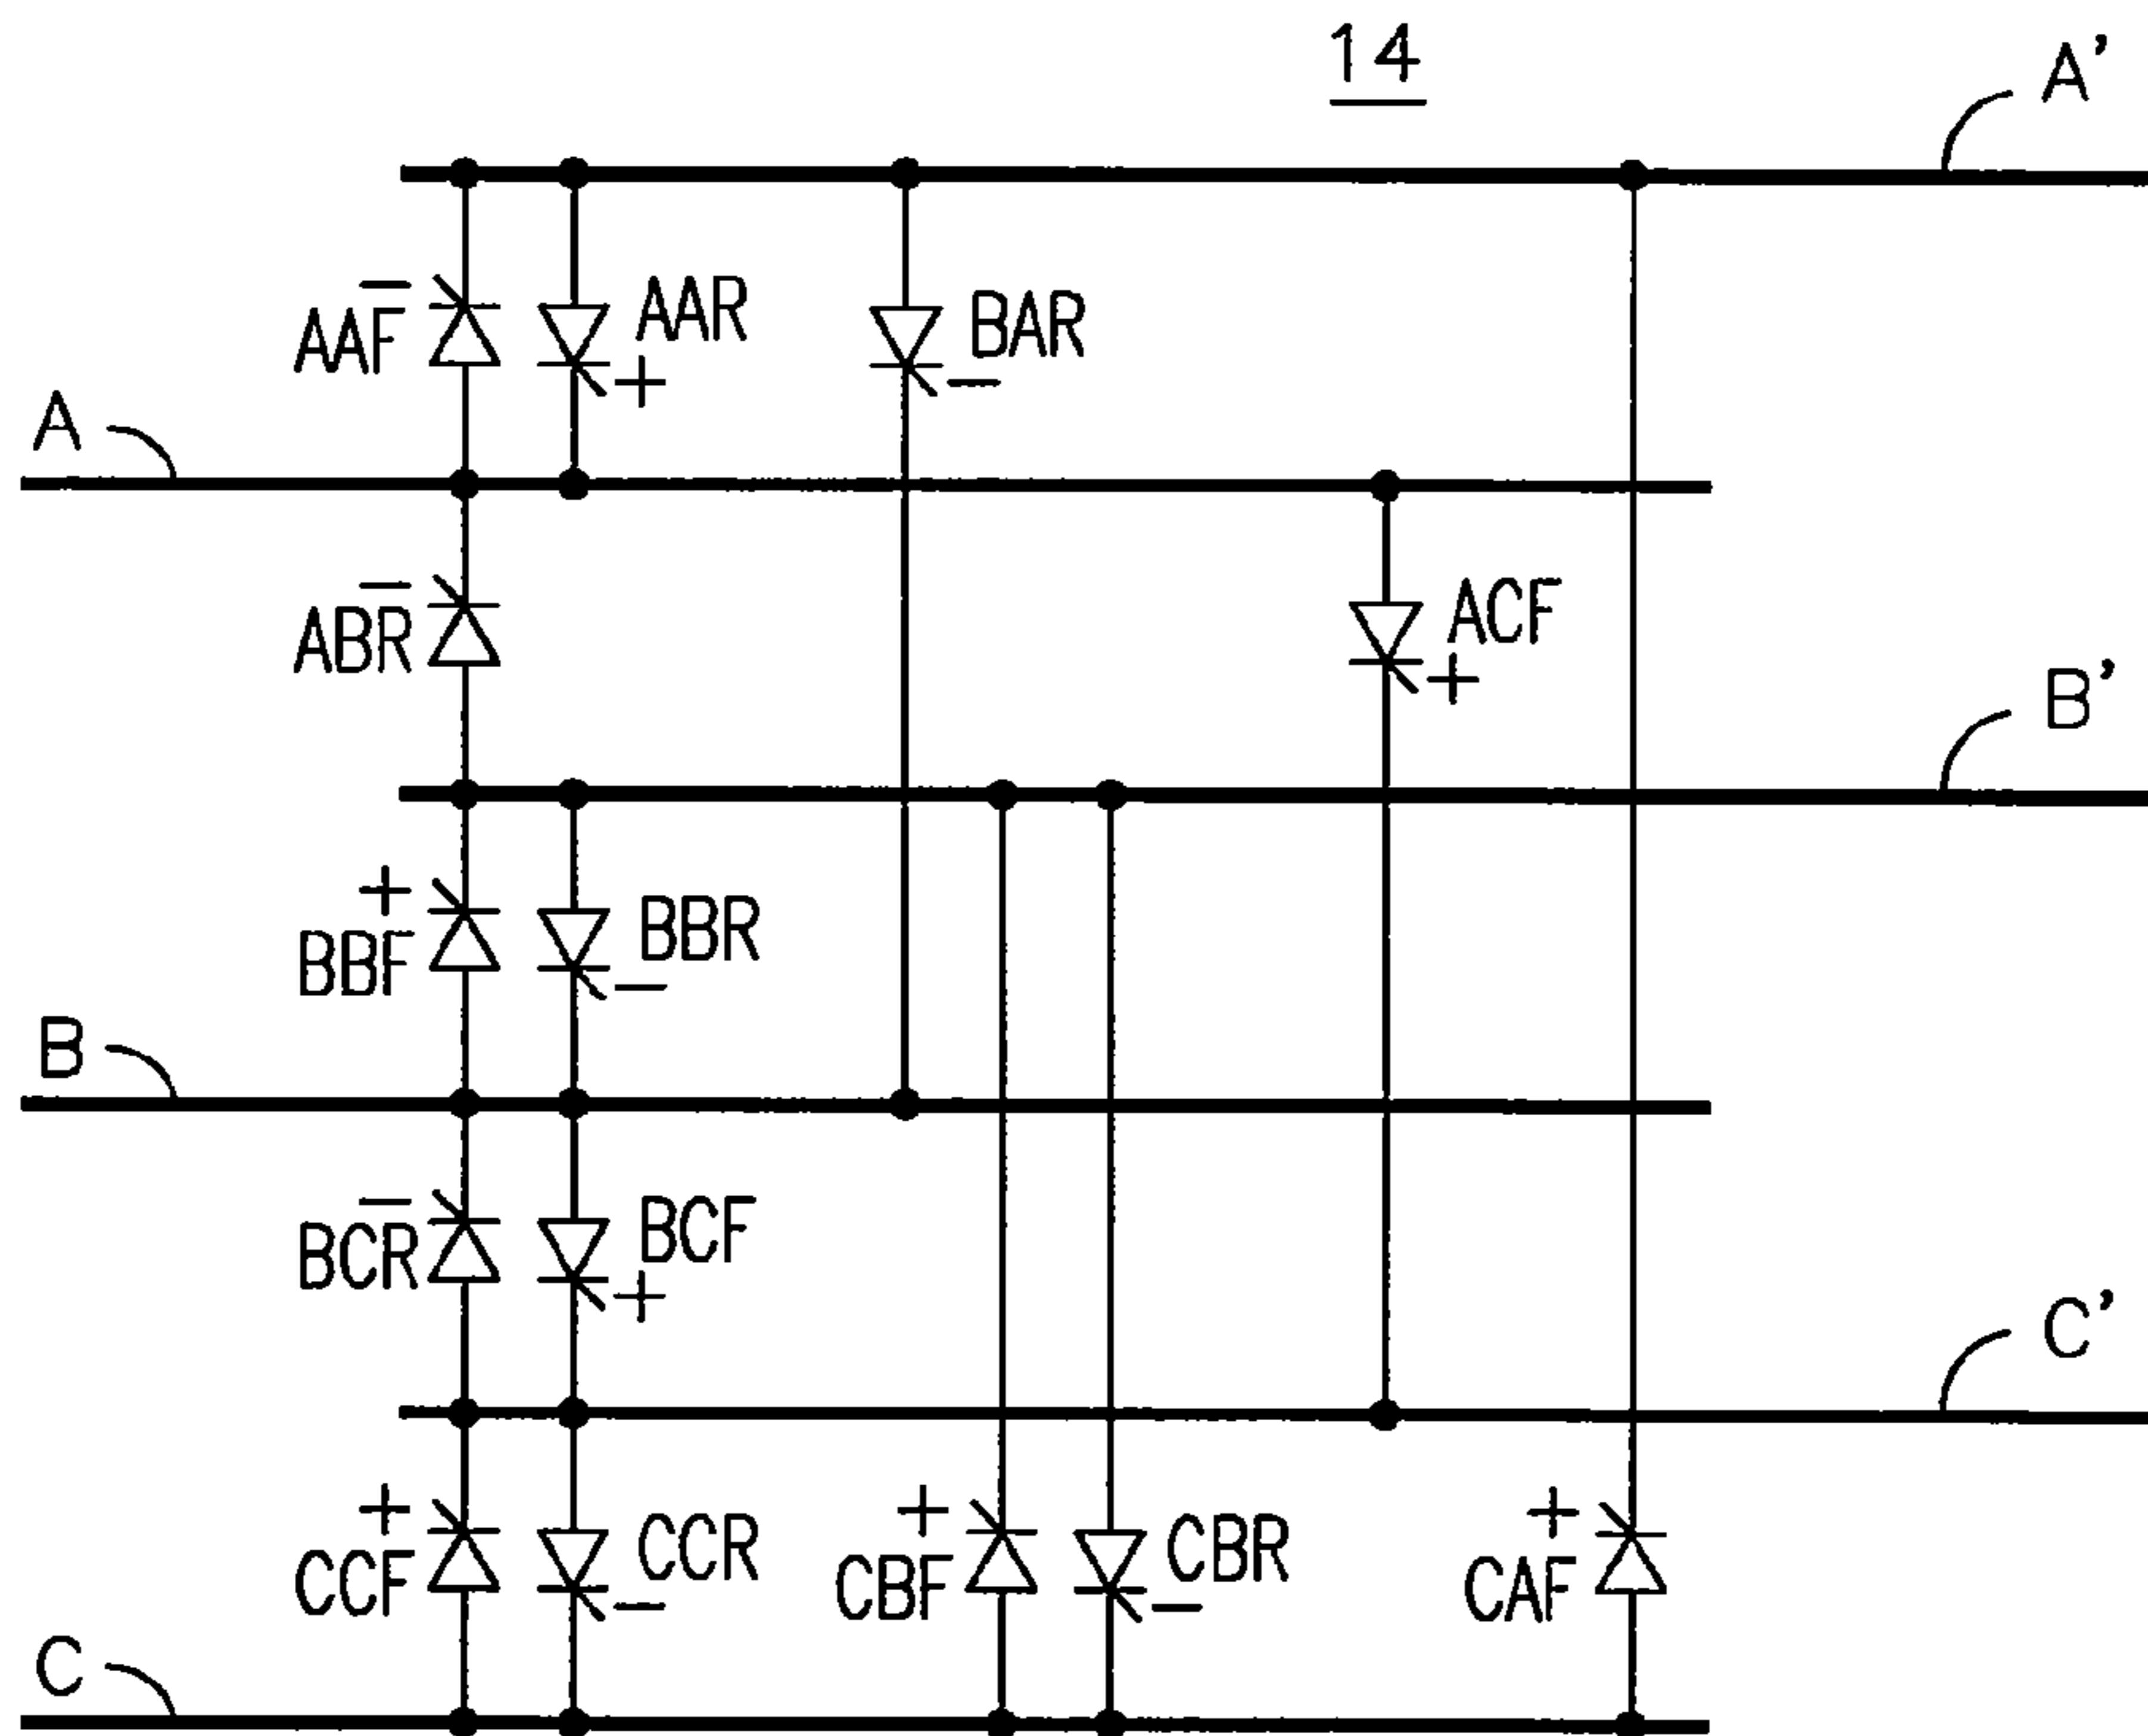 14
A'
−
AAF
AAR
+
BAR
−
A
−
ABR
ACF
+
B'
+
BBF
BBR
−
B
−
BCR
BCF
+
C'
+
CCF
CCR
−
+
CBF
CBR
−
+
CAF
C